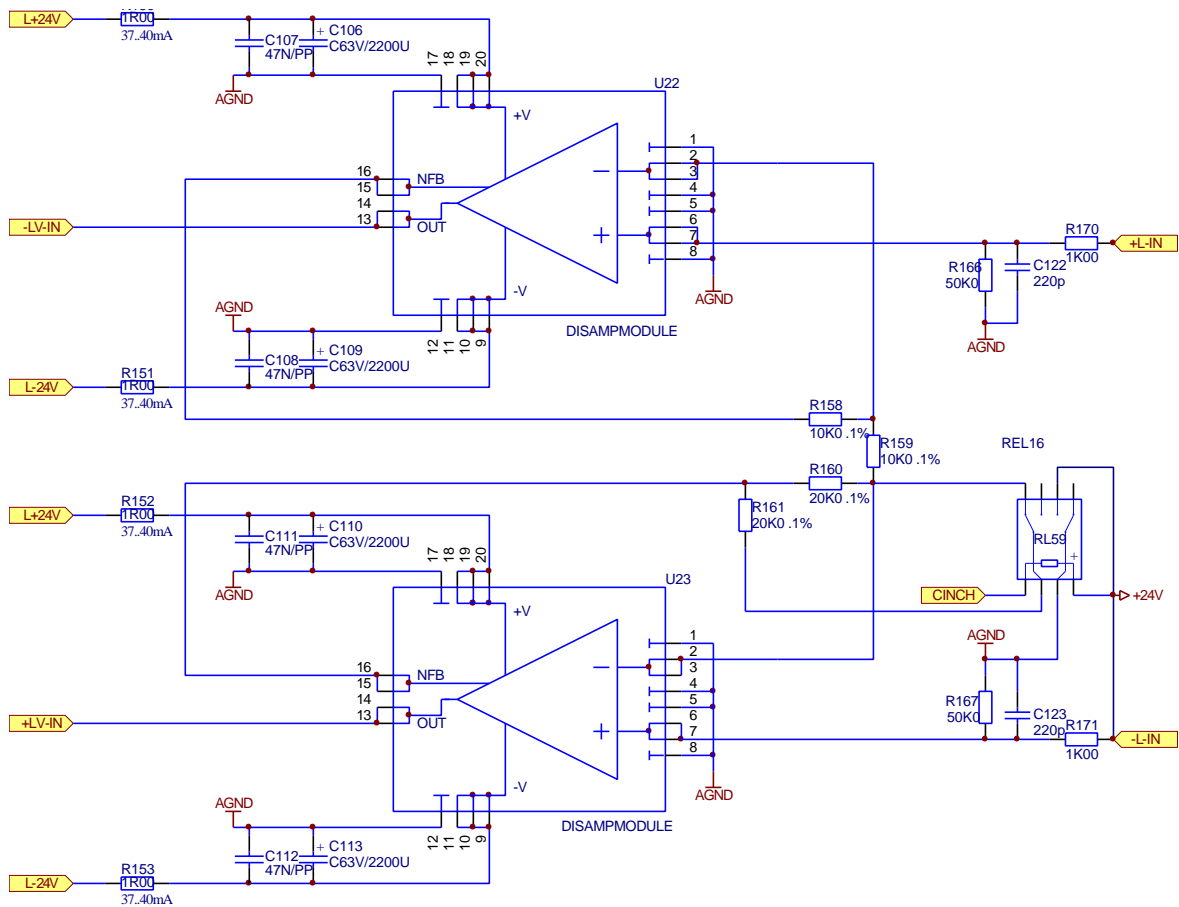 L+24V
1R00
37..40mA
C107
47N/PP
+
C106
C63V/2200U
AGND
17
18
19
20
U22
+V
1
2
3
4
5
6
7
8
16
15
14
13
NFB
OUT
−
+
-V
-LV-IN
AGND
R170
1K00
+L-IN
R166
50K0
C122
220p
AGND
AGND
C108
47N/PP
+
C109
C63V/2200U
12
11
10
9
DISAMPMODULE
L-24V
R151
1R00
37..40mA
R158
10K0 .1%
R159
10K0 .1%
REL16
R160
20K0 .1%
R161
20K0 .1%
RL59
+
CINCH
+24V
L+24V
R152
1R00
37..40mA
C111
47N/PP
+
C110
C63V/2200U
AGND
17
18
19
20
U23
+V
1
2
3
4
5
6
7
8
16
15
14
13
NFB
OUT
−
+
-V
+LV-IN
AGND
AGND
R167
50K0
C123
220p
R171
1K00
-L-IN
AGND
C112
47N/PP
+
C113
C63V/2200U
12
11
10
9
DISAMPMODULE
L-24V
R153
1R00
37..40mA